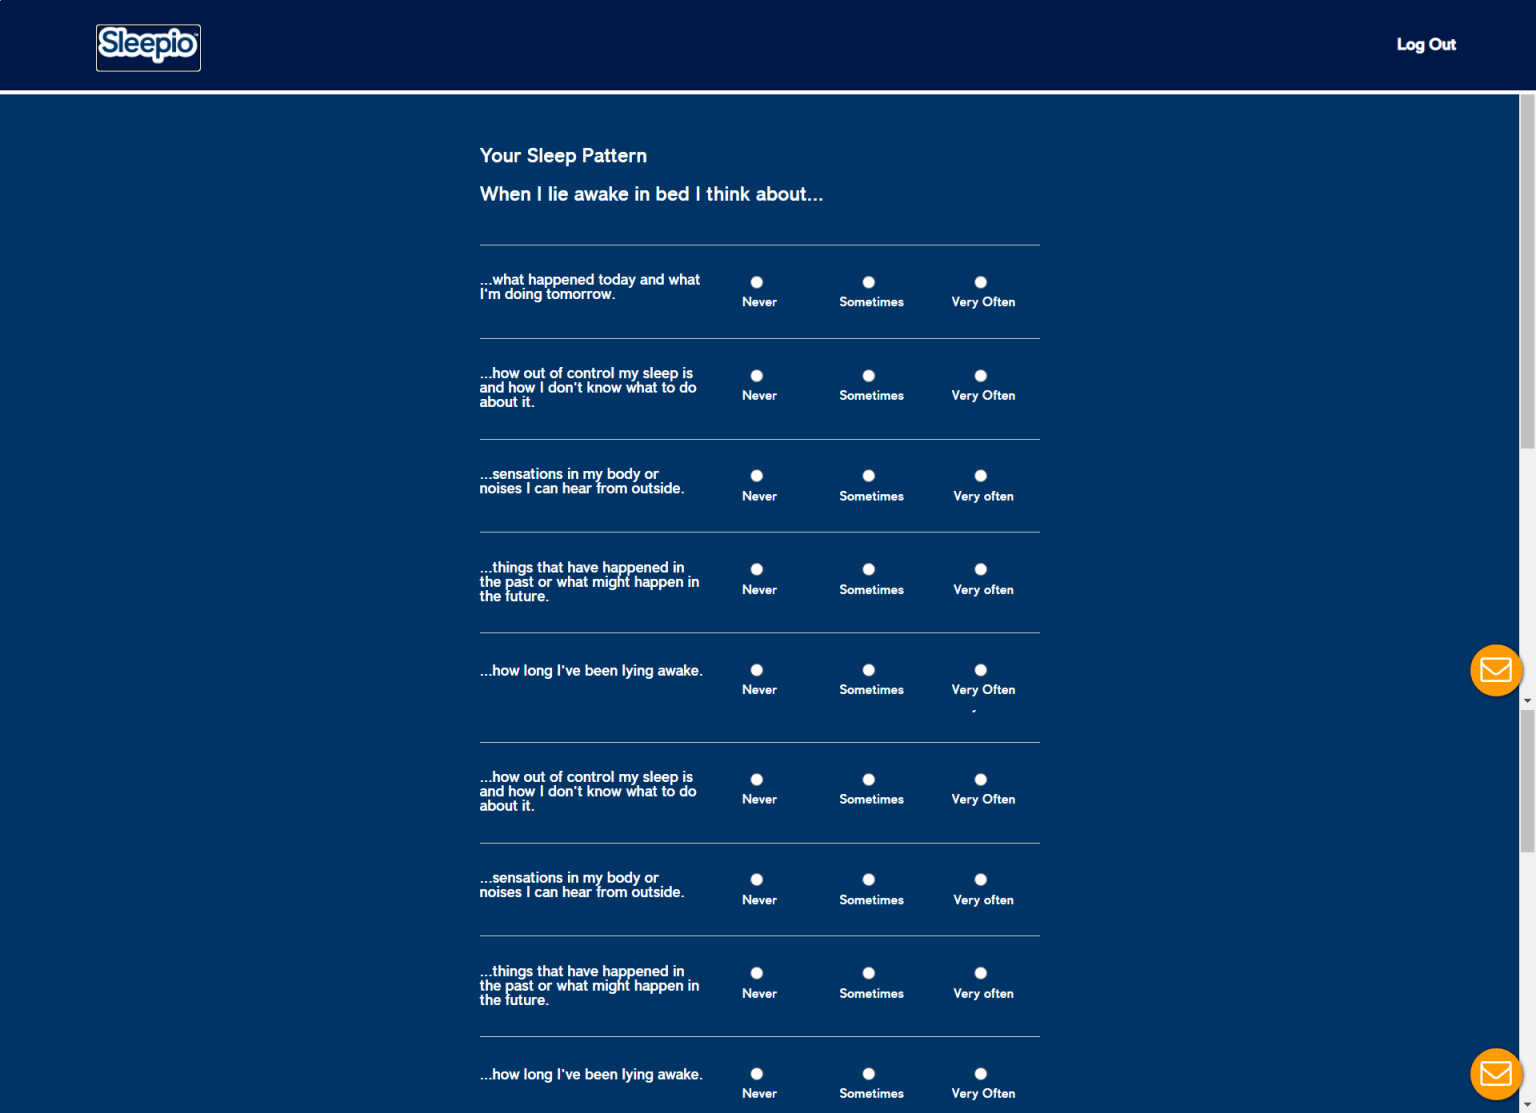 Sleepio™
Log Out
Your Sleep Pattern
When I lie awake in bed I think about...
...what happened today and what
I'm doing tomorrow.
Never Sometimes Very Often
...how out of control my sleep is
and how I don't know what to do
about it.
Never Sometimes Very Often
...sensations in my body or
noises I can hear from outside.
Never Sometimes Very often
...things that have happened in
the past or what might happen in
the future.
Never Sometimes Very often
...how long I've been lying awake.
Never Sometimes Very Often
...how out of control my sleep is
and how I don't know what to do
about it.
Never Sometimes Very Often
...sensations in my body or
noises I can hear from outside.
Never Sometimes Very often
...things that have happened in
the past or what might happen in
the future.
Never Sometimes Very often
...how long I've been lying awake.
Never Sometimes Very Often